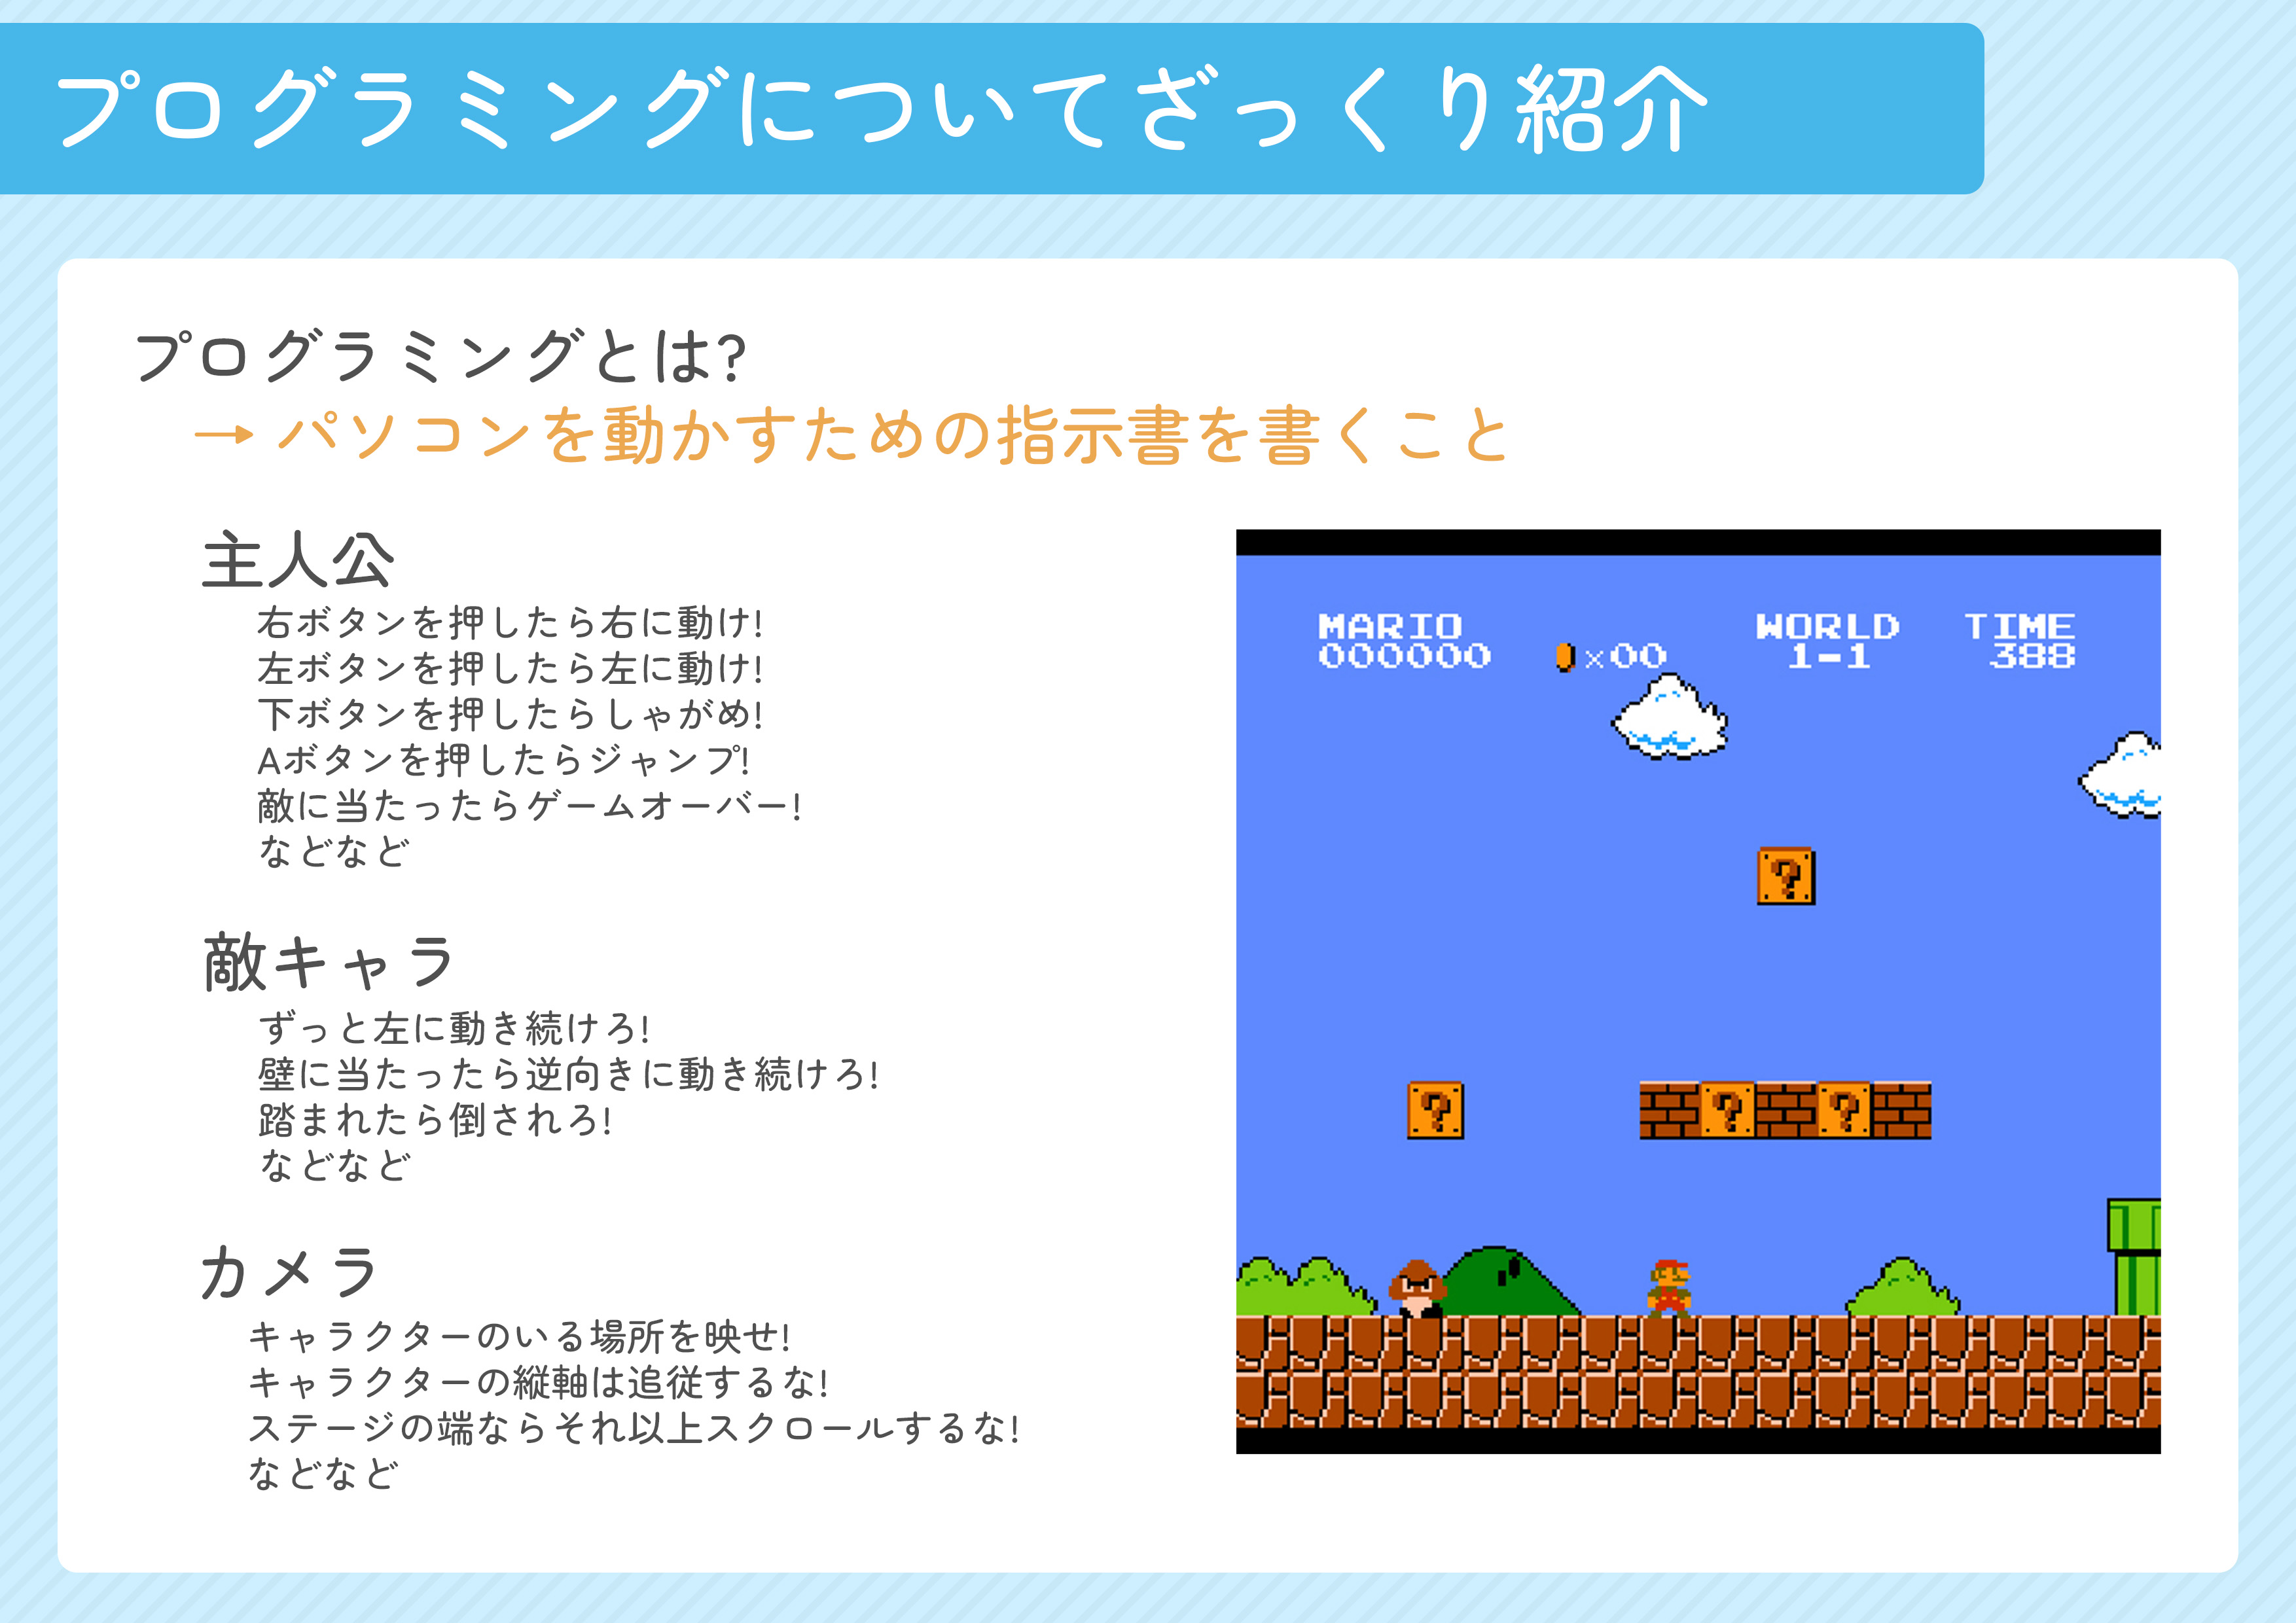 プログラミングについてざっくり紹介
プログラミングとは?
→ パソコンを動かすための指示書を書くこと
主人公
右ボタンを押したら右に動け!
左ボタンを押したら左に動け!
下ボタンを押したらしゃがめ!
Aボタンを押したらジャンプ!
敵に当たったらゲームオーバー!
などなど
敵キャラ
ずっと左に動き続けろ!
壁に当たったら逆向きに動き続けろ!
踏まれたら倒されろ!
などなど
カメラ
キャラクターのいる場所を映せ!
キャラクターの縦軸は追従するな!
ステージの端ならそれ以上スクロールするな!
などなど
MARIO WORLD TIME
000000 ×00 1-1 388
? 
? ? ?